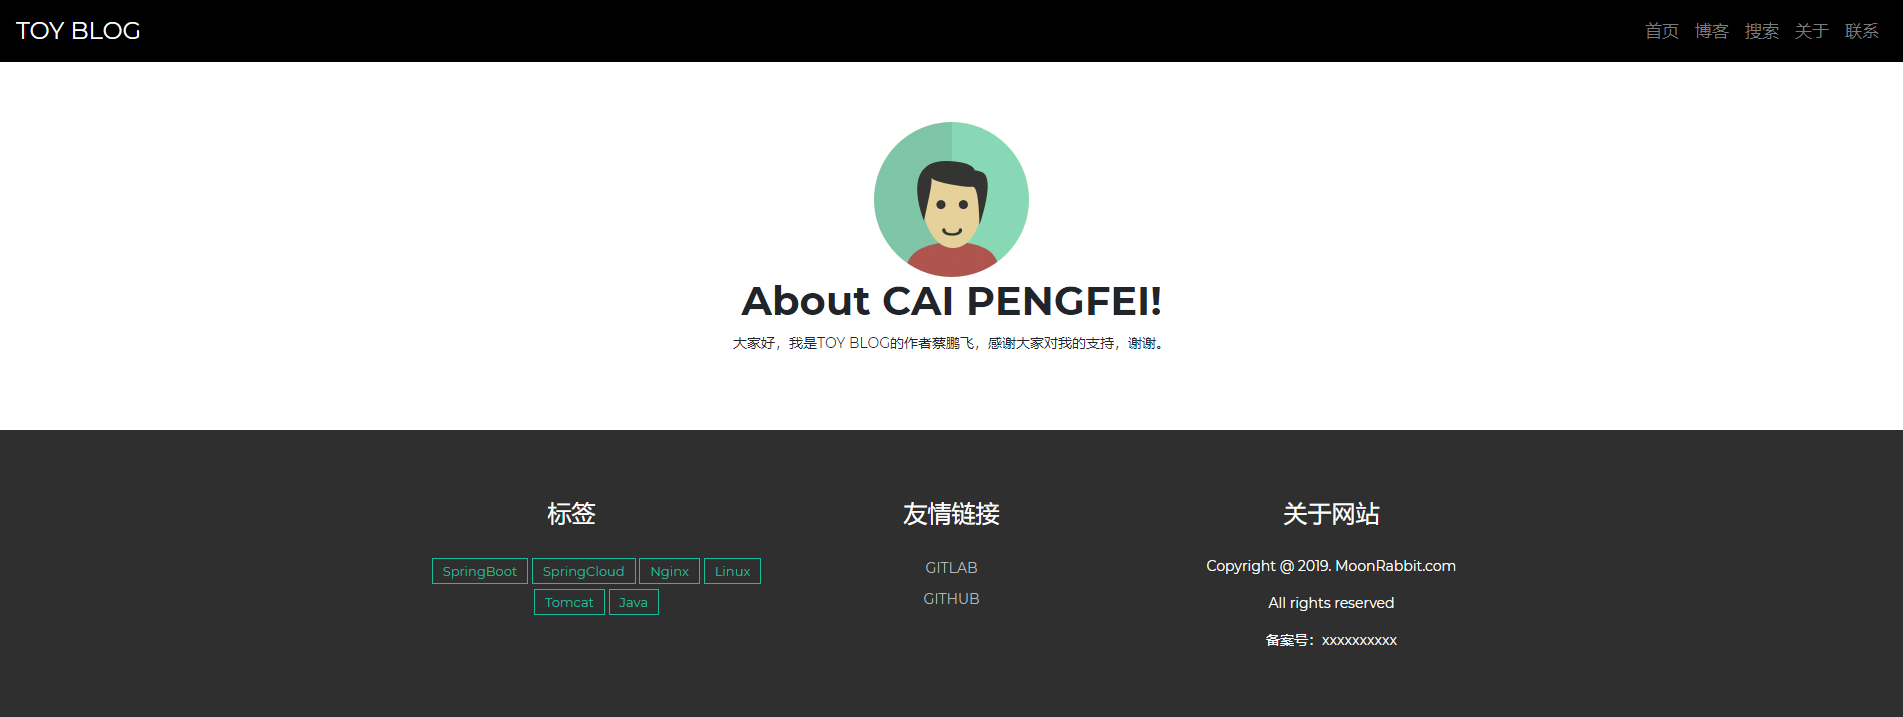 TOY BLOG
首页 博客 搜索 关于 联系
About CAI PENGFEI!
大家好，我是TOY BLOG的作者蔡鹏飞，感谢大家对我的支持，谢谢。
标签
SpringBoot SpringCloud Nginx Linux
Tomcat Java
友情链接
GITLAB
GITHUB
关于网站
Copyright @ 2019. MoonRabbit.com
All rights reserved
备案号：xxxxxxxxxx